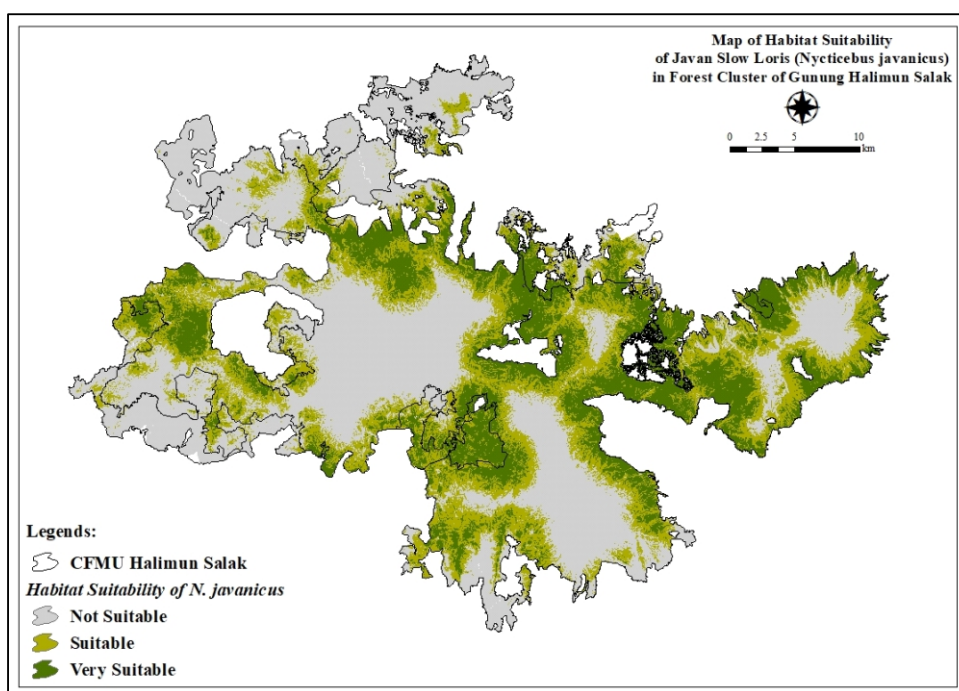 Map of Habitat Suitability
of Javan Slow Loris (Nycticebus javanicus)
in Forest Cluster of Gunung Halimun Salak
0 2.5 5 10
km
Legends:
CFMU Halimun Salak
Habitat Suitability of N. javanicus
Not Suitable
Suitable
Very Suitable